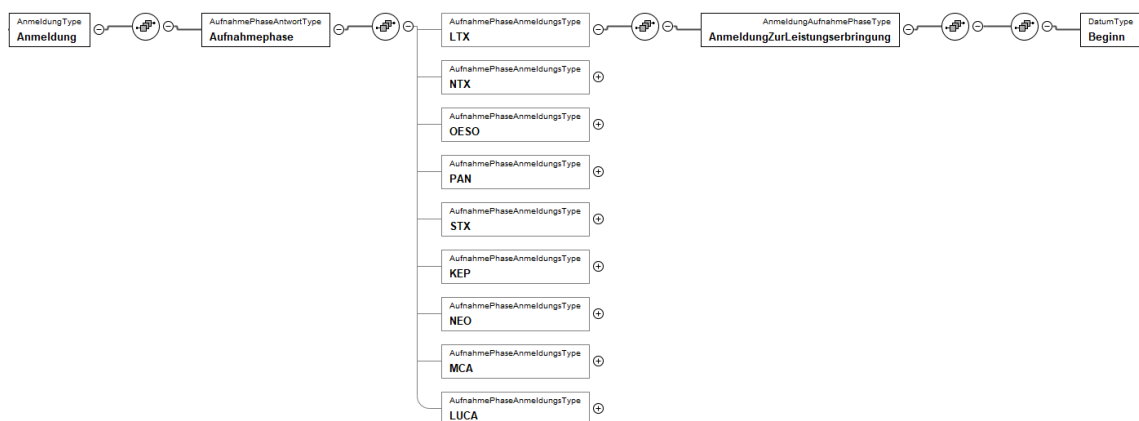 AnmeldungType
Anmeldung
AufnahmePhaseAntwortType
Aufnahmephase
AufnahmePhaseAnmeldungsType
LTX
AnmeldungAufnahmePhaseType
AnmeldungZurLeistungserbringung
DatumType
Beginn
AufnahmePhaseAnmeldungsType
NTX
AufnahmePhaseAnmeldungsType
OESO
AufnahmePhaseAnmeldungsType
PAN
AufnahmePhaseAnmeldungsType
STX
AufnahmePhaseAnmeldungsType
KEP
AufnahmePhaseAnmeldungsType
NEO
AufnahmePhaseAnmeldungsType
MCA
AufnahmePhaseAnmeldungsType
LUCA